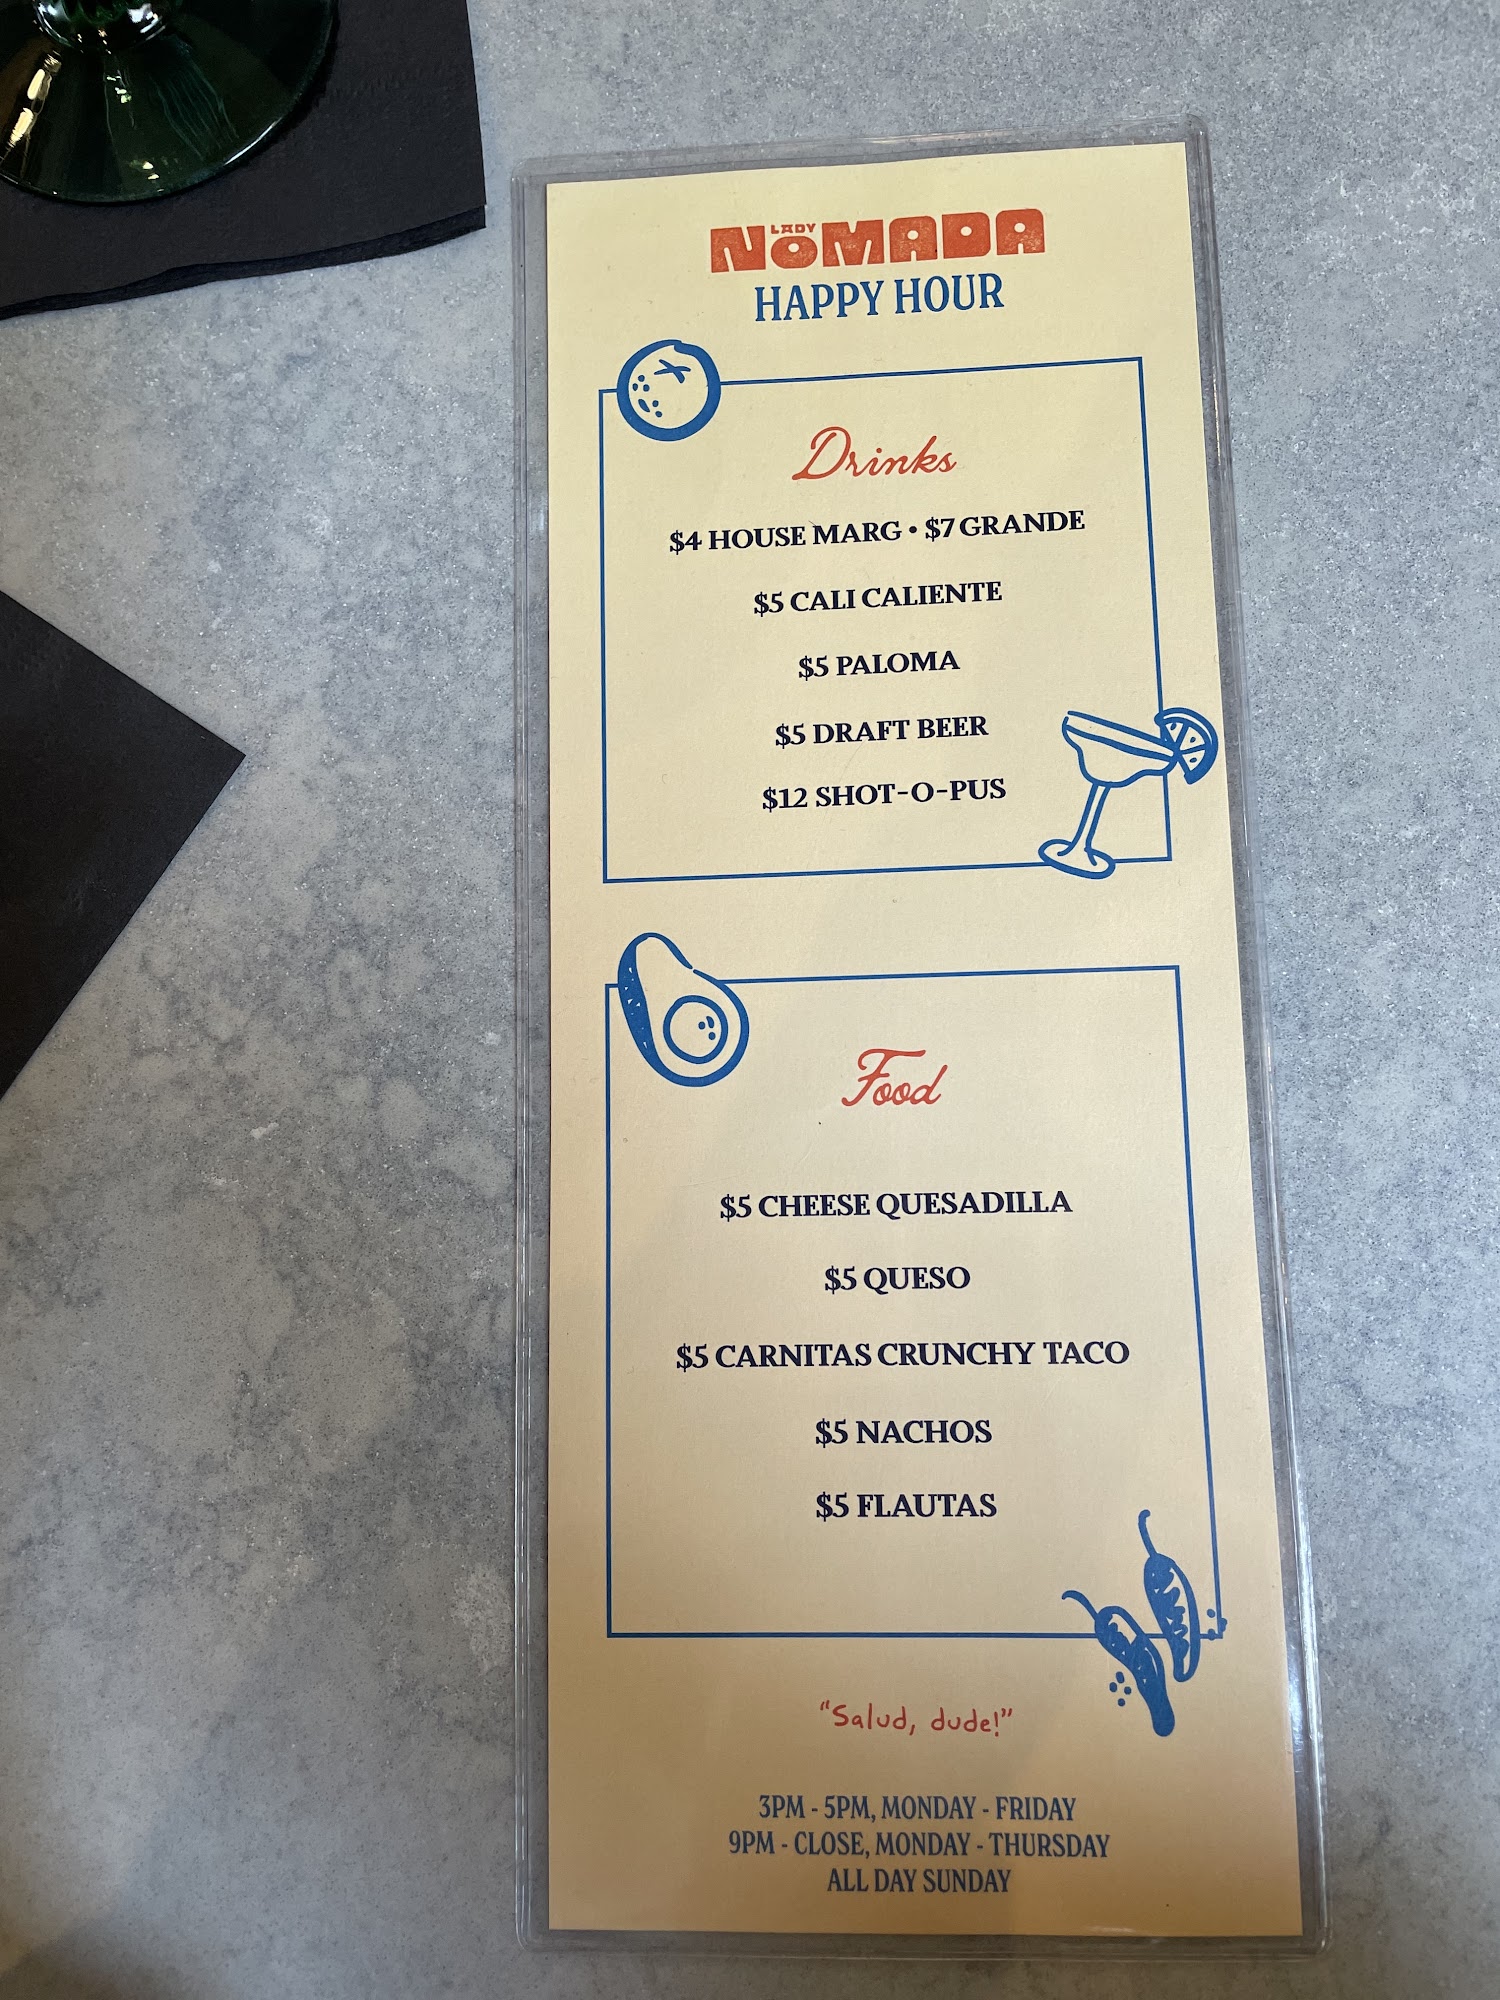 LADY
NOMADA
HAPPY HOUR
Drinks
$4 HOUSE MARG • $7 GRANDE
$5 CALI CALIENTE
$5 PALOMA
$5 DRAFT BEER
$12 SHOT-O-PUS
Food
$5 CHEESE QUESADILLA
$5 QUESO
$5 CARNITAS CRUNCHY TACO
$5 NACHOS
$5 FLAUTAS
"Salud, dude!"
3PM - 5PM, MONDAY - FRIDAY
9PM - CLOSE, MONDAY - THURSDAY
ALL DAY SUNDAY